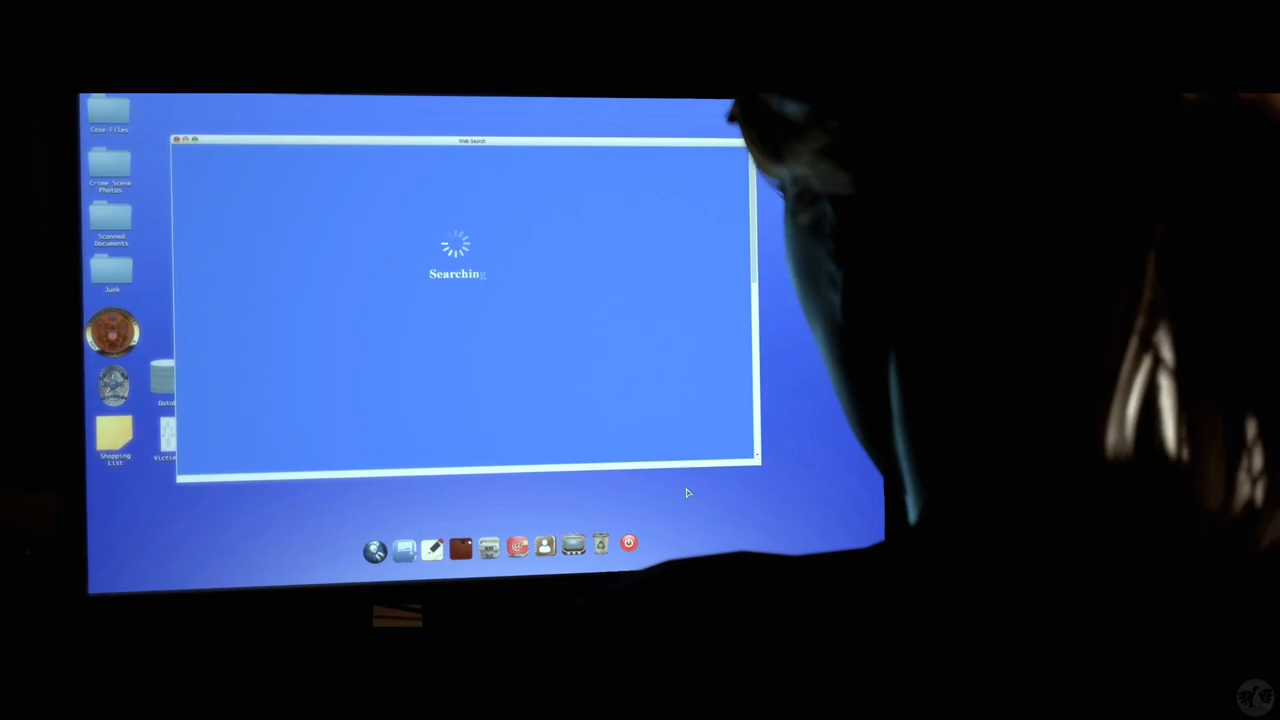 Case Files
Web Search
Crime Scene
Photos
Searching
Scanned
Documents
Junk
Shopping
List